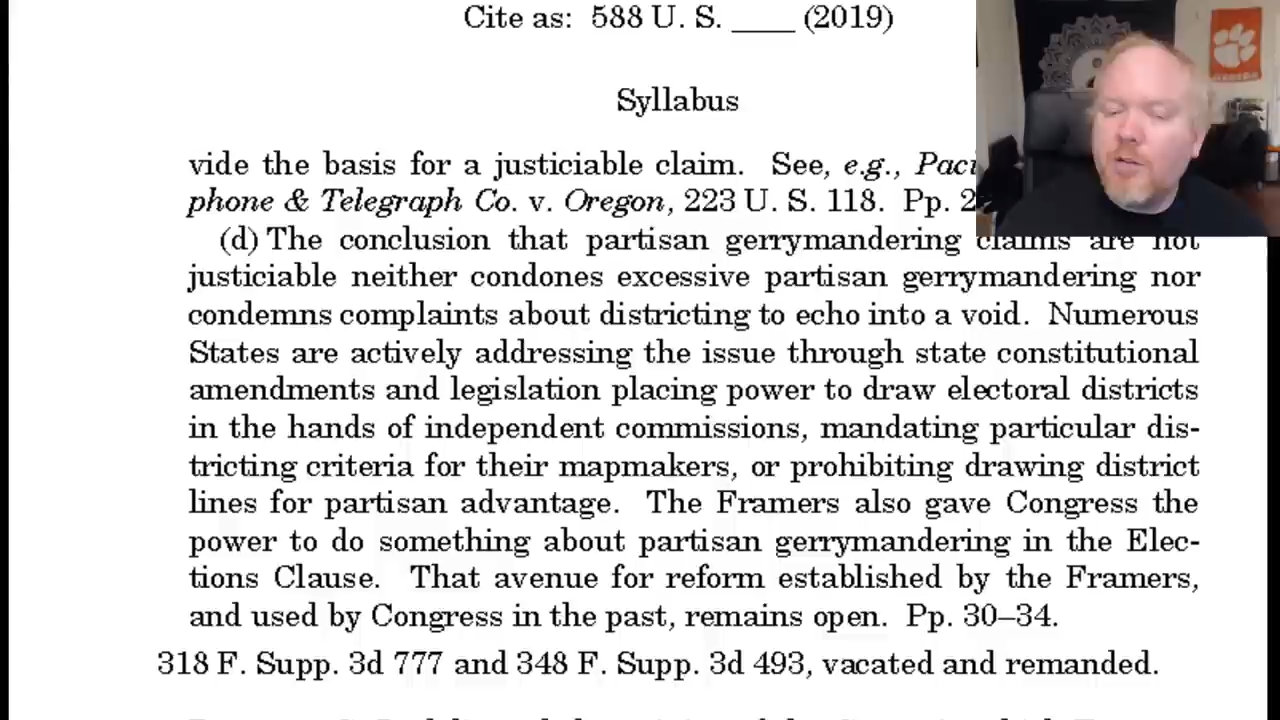 Cite as: 588 U. S. ____ (2019)
Syllabus
vide the basis for a justiciable claim. See, e.g.,
phone & Telegraph Co. v. Oregon, 223 U. S. 118. Pp.
(d) The conclusion that partisan gerrymandering claims are not
justiciable neither condones excessive partisan gerrymandering nor
condemns complaints about districting to echo into a void. Numerous
States are actively addressing the issue through state constitutional
amendments and legislation placing power to draw electoral districts
in the hands of independent commissions, mandating particular dis-
tricting criteria for their mapmakers, or prohibiting drawing district
lines for partisan advantage. The Framers also gave Congress the
power to do something about partisan gerrymandering in the Elec-
tions Clause. That avenue for reform established by the Framers,
and used by Congress in the past, remains open. Pp. 30–34.
318 F. Supp. 3d 777 and 348 F. Supp. 3d 493, vacated and remanded.